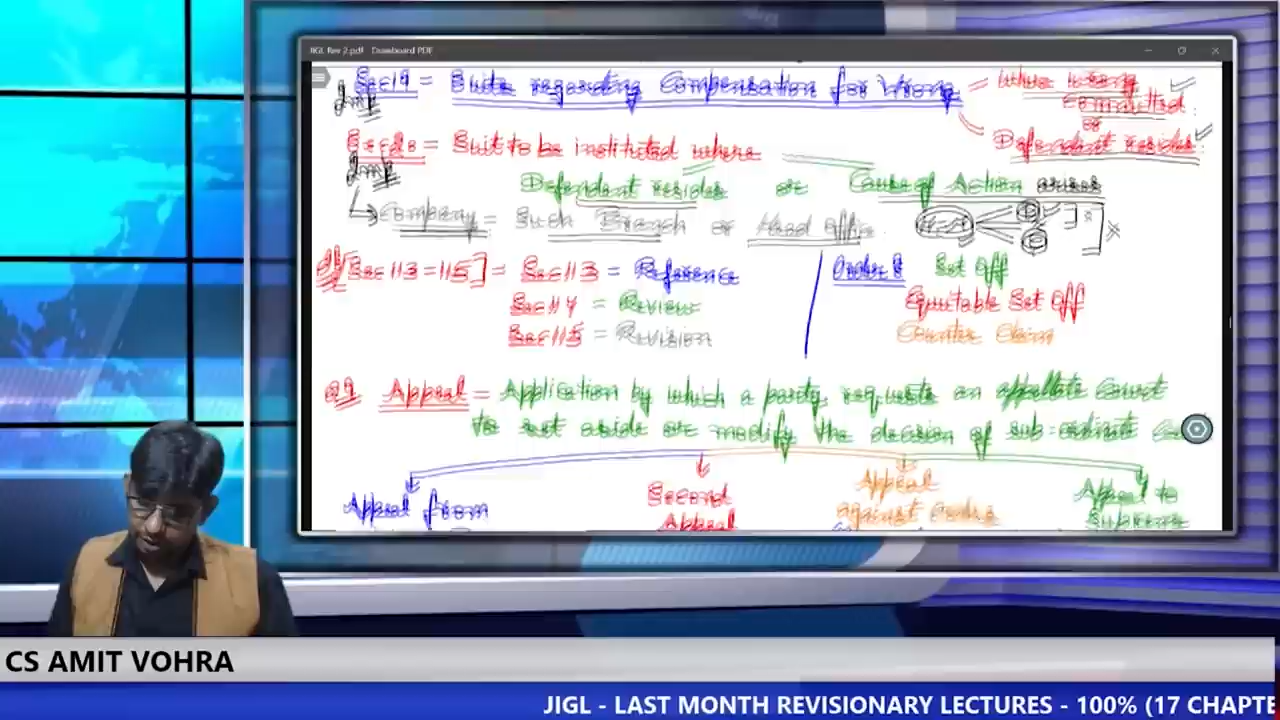 JIGL Rev 2.pdf - Drawboard PDF
Sec 19 = Suits regarding Compensation for Wrong = where wrong
Imp
committed
or
Defendant resides
Sec 20 = Suit to be instituted where
Imp
Defendant resides or Cause of Action arises
Company = Such Branch or Head office
[Sec 113 = 115] = Sec 113 = Reference
Sec 114 = Review
Sec 115 = Revision
Order 8 Set Off
Equitable Set Off
Counter Claim
Appeal = Application by which a party requests an appellate Court
to set aside or modify the decision of sub-ordinate
Appeal from
Second
Appeal
Appeal
against Orders
Appeal to
Supreme
CS AMIT VOHRA
JIGL - LAST MONTH REVISIONARY LECTURES - 100% (17 CHAPTE